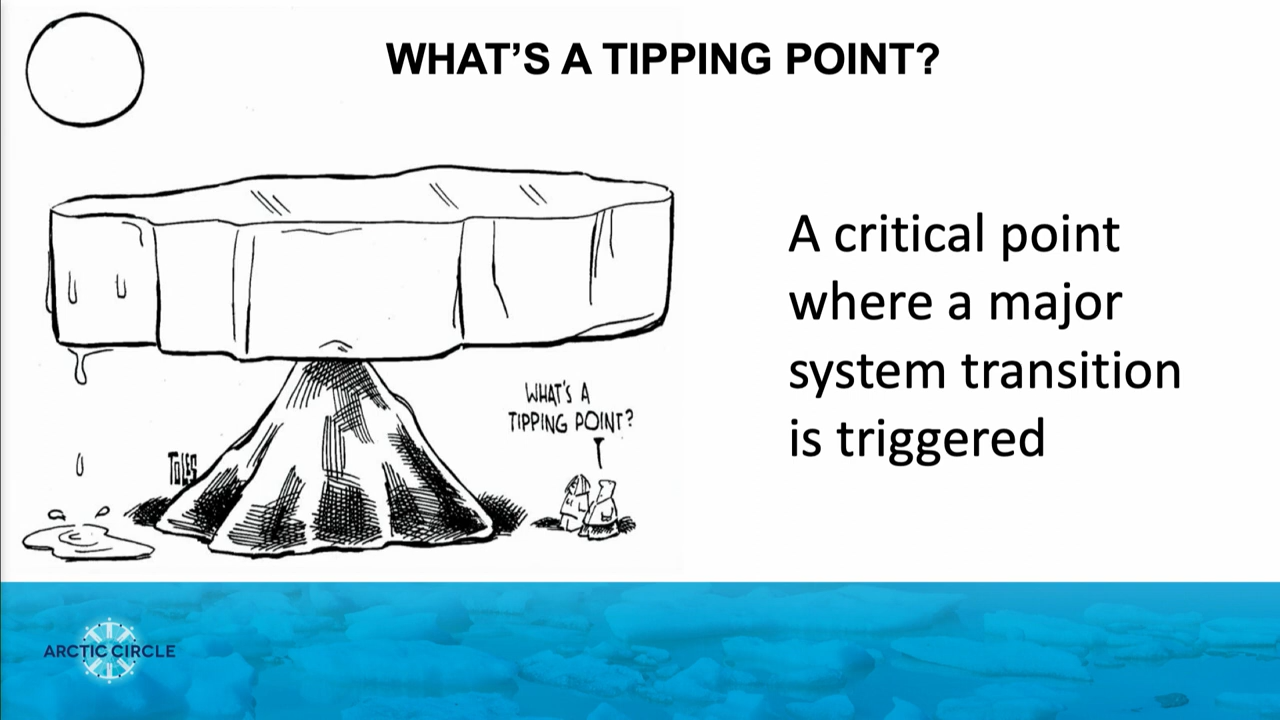 WHAT'S A TIPPING POINT?
A critical point
where a major
system transition
is triggered
WHAT'S A
TIPPING POINT?
TOLES
ARCTIC CIRCLE